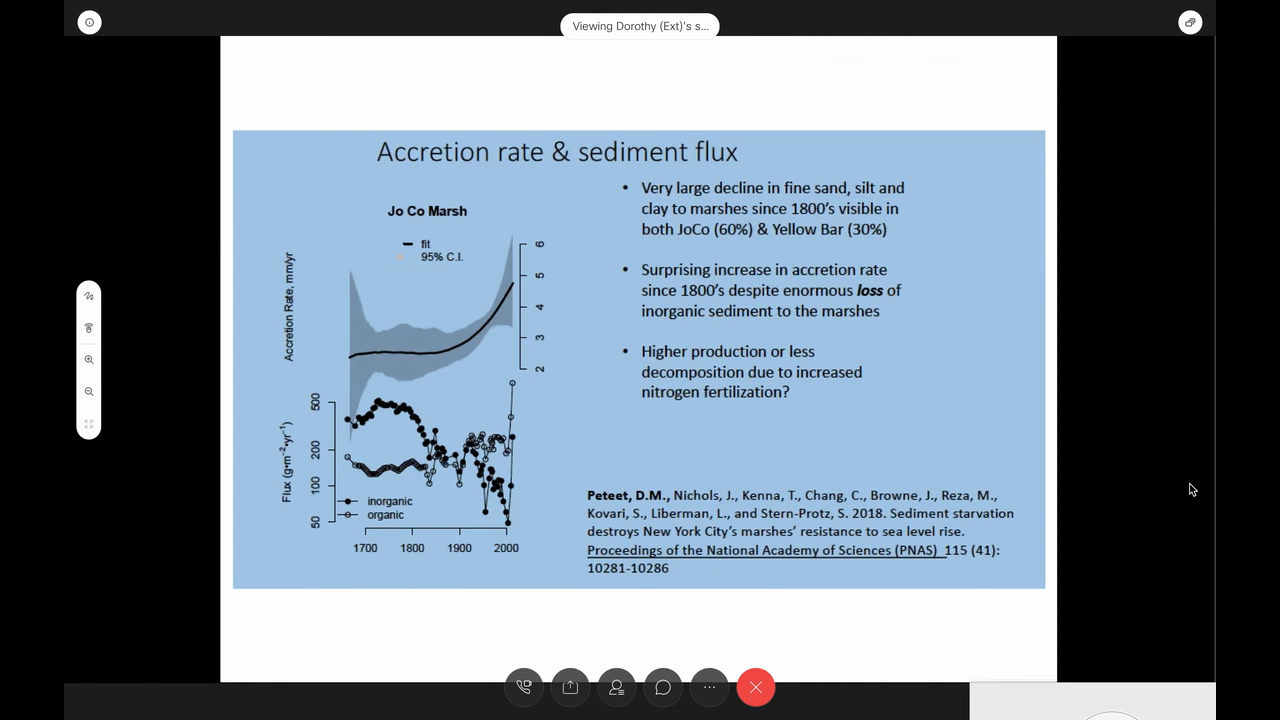 Viewing Dorothy (Ext)'s s...
Accretion rate & sediment flux
Jo Co Marsh
fit
95% C.I.
Accretion Rate, mm/yr
6
5
4
3
2
Flux (g•m⁻²•yr⁻¹)
500
200
100
50
inorganic
organic
1700 1800 1900 2000
• Very large decline in fine sand, silt and
clay to marshes since 1800's visible in
both JoCo (60%) & Yellow Bar (30%)
• Surprising increase in accretion rate
since 1800's despite enormous loss of
inorganic sediment to the marshes
• Higher production or less
decomposition due to increased
nitrogen fertilization?
Peteet, D.M., Nichols, J., Kenna, T., Chang, C., Browne, J., Reza, M.,
Kovari, S., Liberman, L., and Stern-Protz, S. 2018. Sediment starvation
destroys New York City's marshes' resistance to sea level rise.
Proceedings of the National Academy of Sciences (PNAS) 115 (41):
10281-10286